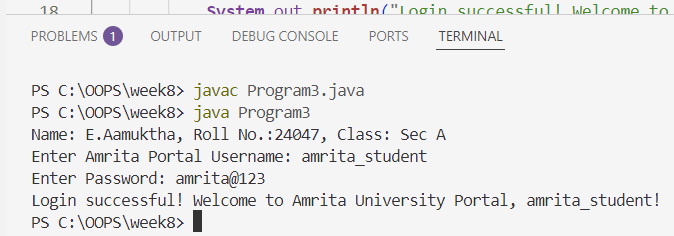 18 System.out.println("Login successful! Welcome to
PROBLEMS 1 OUTPUT DEBUG CONSOLE PORTS TERMINAL
PS C:\OOPS\week8> javac Program3.java
PS C:\OOPS\week8> java Program3
Name: E.Aamuktha, Roll No.:24047, Class: Sec A
Enter Amrita Portal Username: amrita_student
Enter Password: amrita@123
Login successful! Welcome to Amrita University Portal, amrita_student!
PS C:\OOPS\week8>